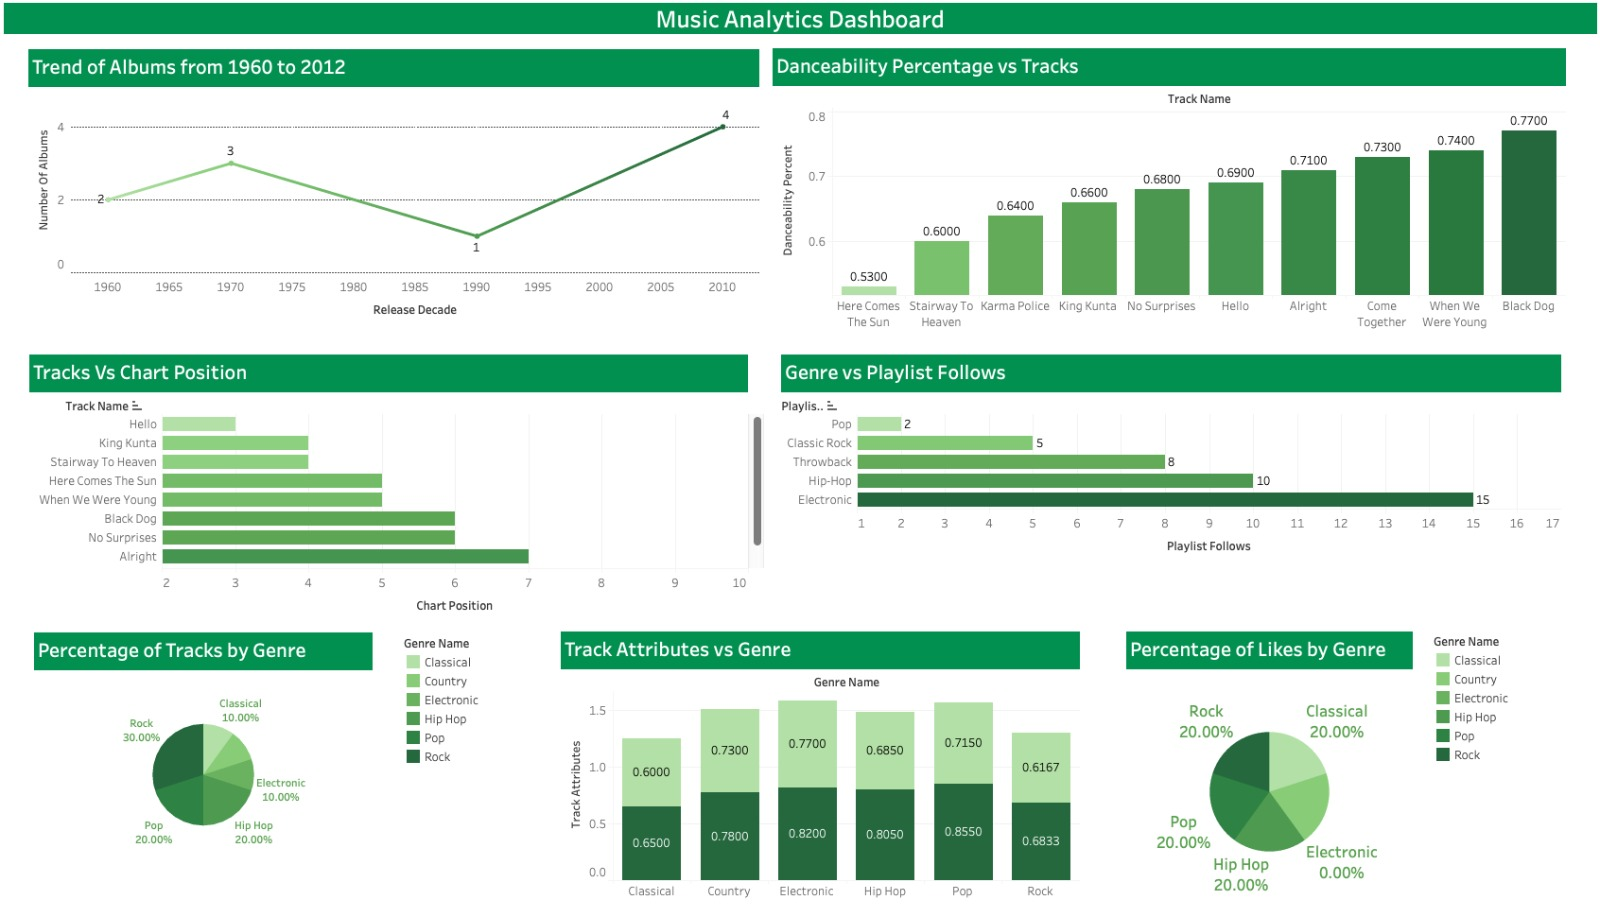 Music Analytics Dashboard
Trend of Albums from 1960 to 2012
Number Of Albums
4
2
0
2
3
1
4
1960 1965 1970 1975 1980 1985 1990 1995 2000 2005 2010
Release Decade
Danceability Percentage vs Tracks
Track Name
Danceability Percent
0.8
0.7
0.6
0.5300 0.6000 0.6400 0.6600 0.6800 0.6900 0.7100 0.7300 0.7400 0.7700
Here Comes The Sun
Stairway To Heaven
Karma Police
King Kunta
No Surprises
Hello
Alright
Come Together
When We Were Young
Black Dog
Tracks Vs Chart Position
Track Name
Hello
King Kunta
Stairway To Heaven
Here Comes The Sun
When We Were Young
Black Dog
No Surprises
Alright
2 3 4 5 6 7 8 9 10
Chart Position
Genre vs Playlist Follows
Playlis..
Pop 2
Classic Rock 5
Throwback 8
Hip-Hop 10
Electronic 15
1 2 3 4 5 6 7 8 9 10 11 12 13 14 15 16 17
Playlist Follows
Percentage of Tracks by Genre
Classical
10.00%
Electronic
10.00%
Hip Hop
20.00%
Pop
20.00%
Rock
30.00%
Genre Name
Classical
Country
Electronic
Hip Hop
Pop
Rock
Track Attributes vs Genre
Genre Name
Track Attributes
1.5
1.0
0.5
0.0
0.6000 0.7300 0.7700 0.6850 0.7150 0.6167
0.6500 0.7800 0.8200 0.8050 0.8550 0.6833
Classical Country Electronic Hip Hop Pop Rock
Percentage of Likes by Genre
Rock
20.00%
Classical
20.00%
Pop
20.00%
Hip Hop
20.00%
Electronic
0.00%
Genre Name
Classical
Country
Electronic
Hip Hop
Pop
Rock